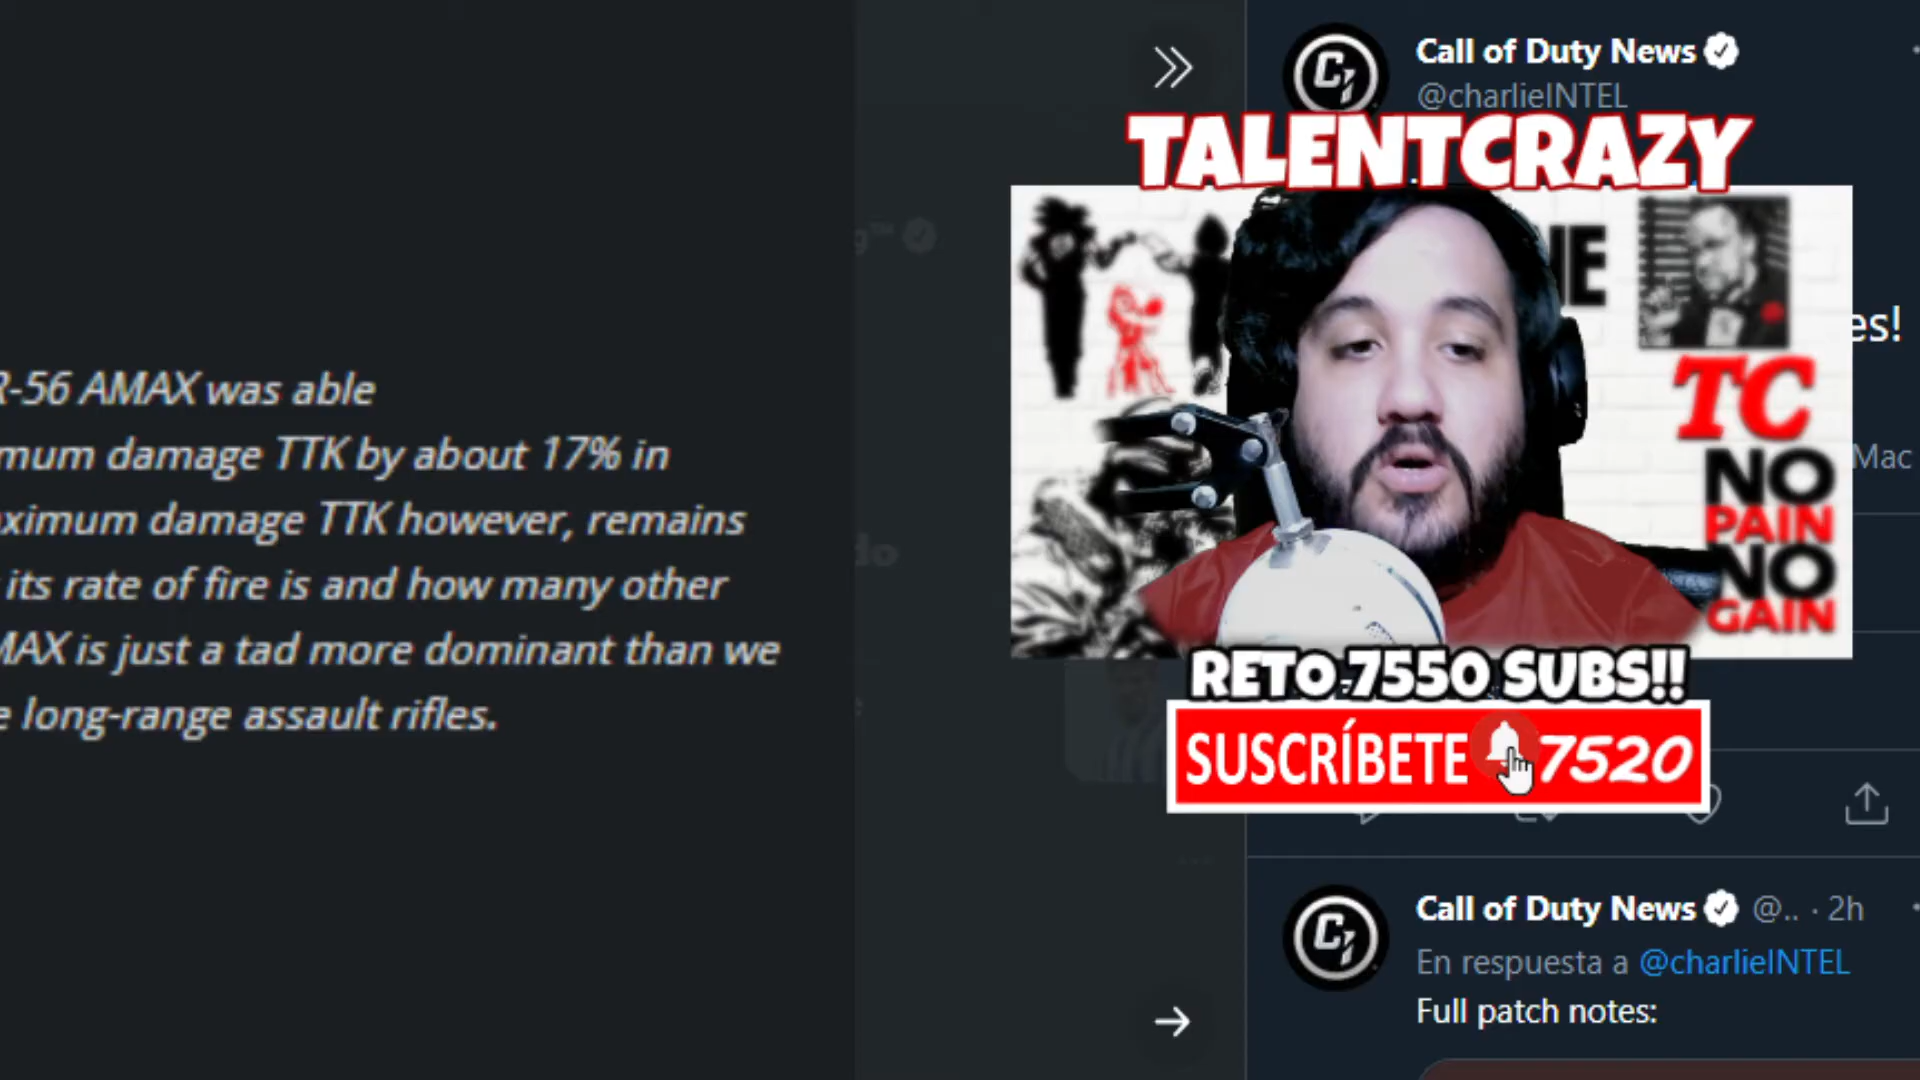 Call of Duty News
@charlieINTEL
TALENTCRAZY
es!
TC
NO
PAIN
NO
GAIN
Mac
R-56 AMAX was able
mum damage TTK by about 17% in
ximum damage TTK however, remains
its rate of fire is and how many other
MAX is just a tad more dominant than we
e long-range assault rifles.
RETO 7550 SUBS!!
SUSCRÍBETE 7520
Call of Duty News @.. · 2h
En respuesta a @charlieINTEL
Full patch notes: